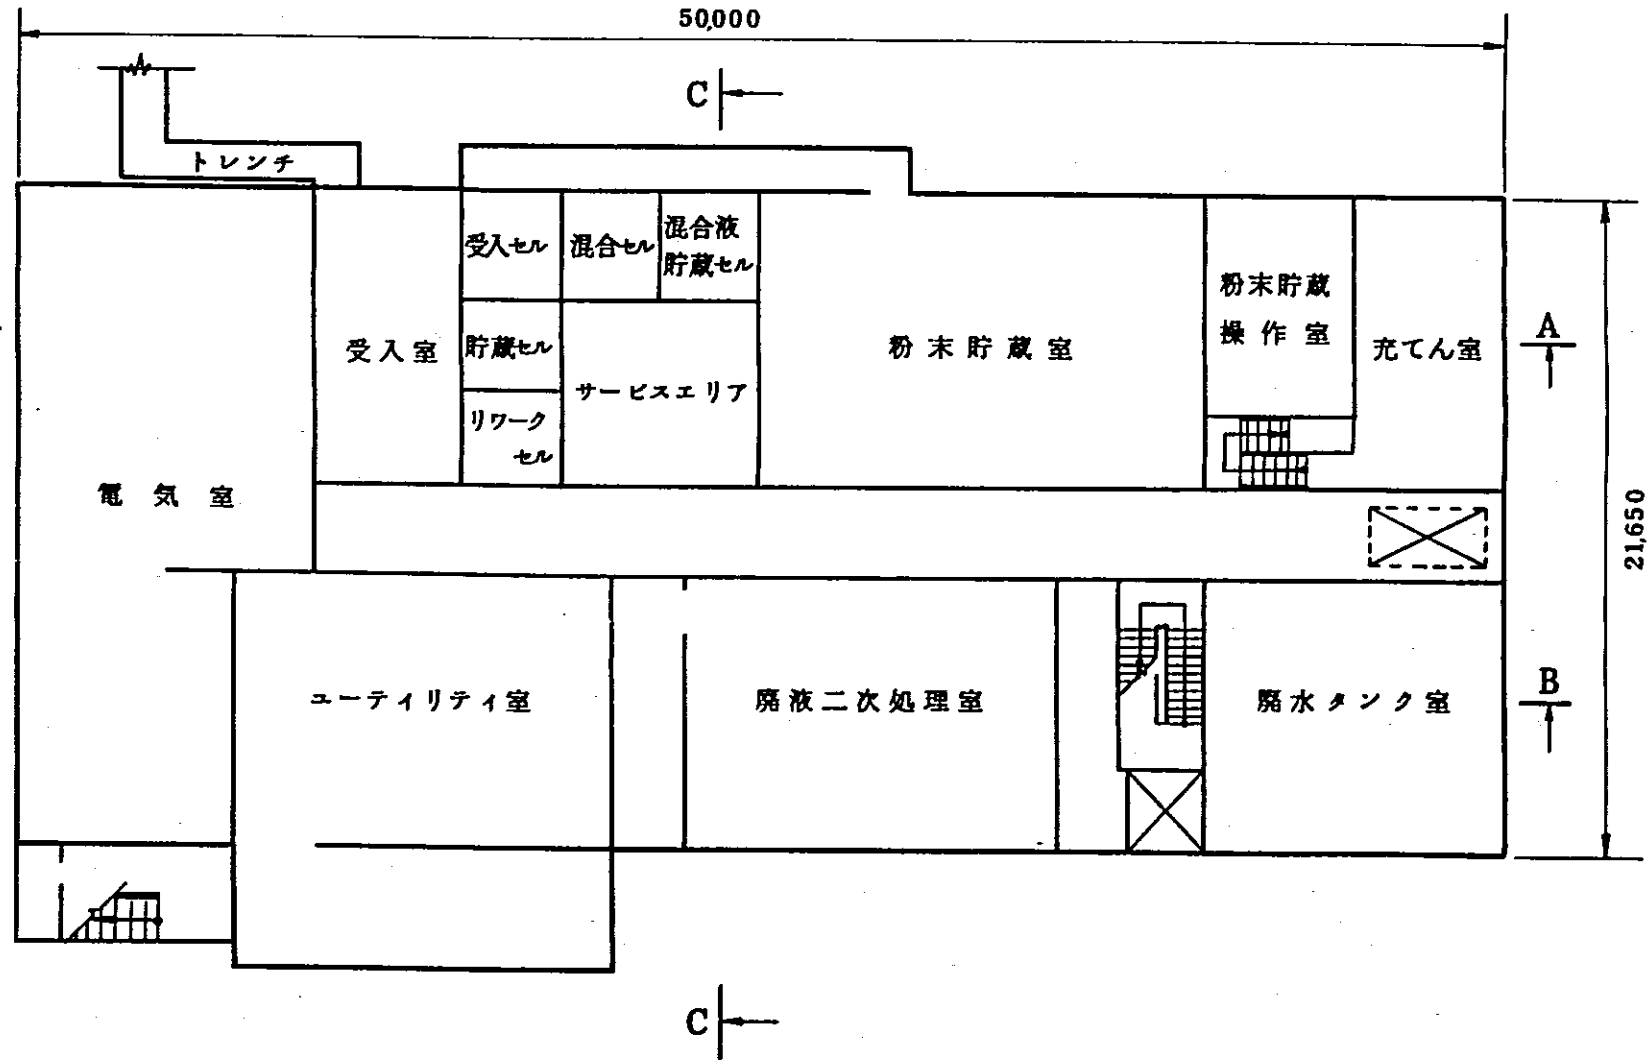 50,000
C
トレンチ
受入セル
混合セル
混合液
貯蔵セル
粉末貯蔵
操作室
A
受入室
貯蔵セル
サービスエリア
粉末貯蔵室
充てん室
リワーク
セル
電気室
21,650
ユーティリティ室
廃液二次処理室
廃水タンク室
B
C